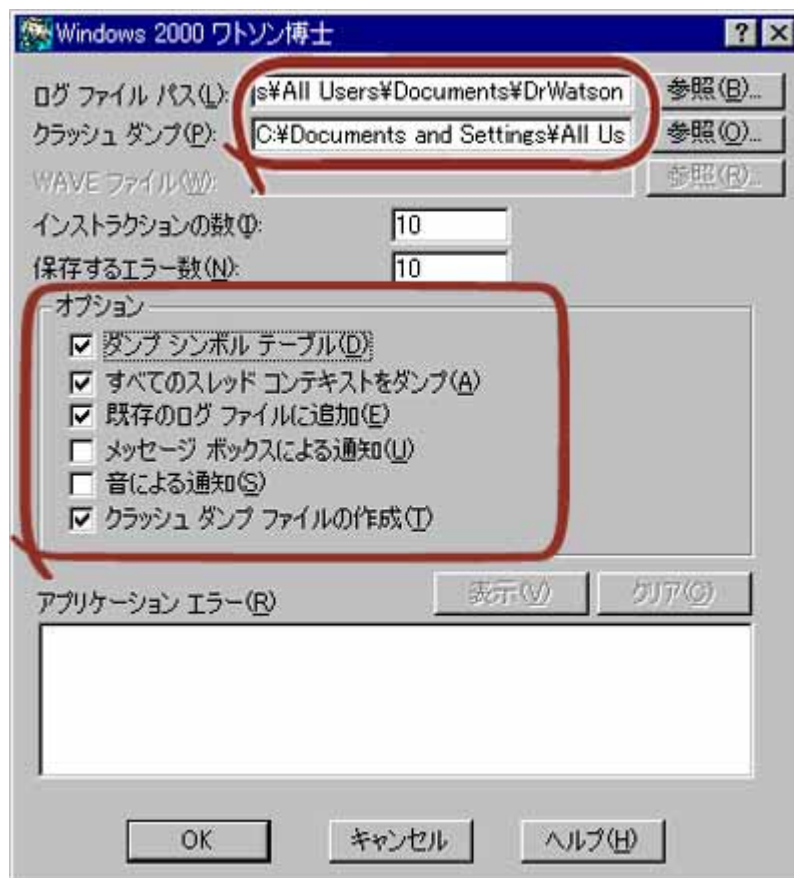 Windows 2000 ワトソン博士
ログ ファイル パス(L): s¥All Users¥Documents¥DrWatson 参照(B)...
クラッシュ ダンプ(P): C:¥Documents and Settings¥All Us 参照(O)...
WAVE ファイル(W): 参照(R)...
インストラクションの数(I): 10
保存するエラー数(N): 10
オプション
ダンプ シンボル テーブル(D)
すべてのスレッド コンテキストをダンプ(A)
既存のログ ファイルに追加(E)
メッセージ ボックスによる通知(U)
音による通知(S)
クラッシュ ダンプ ファイルの作成(T)
アプリケーション エラー(R) 表示(V) クリア(C)
OK キャンセル ヘルプ(H)